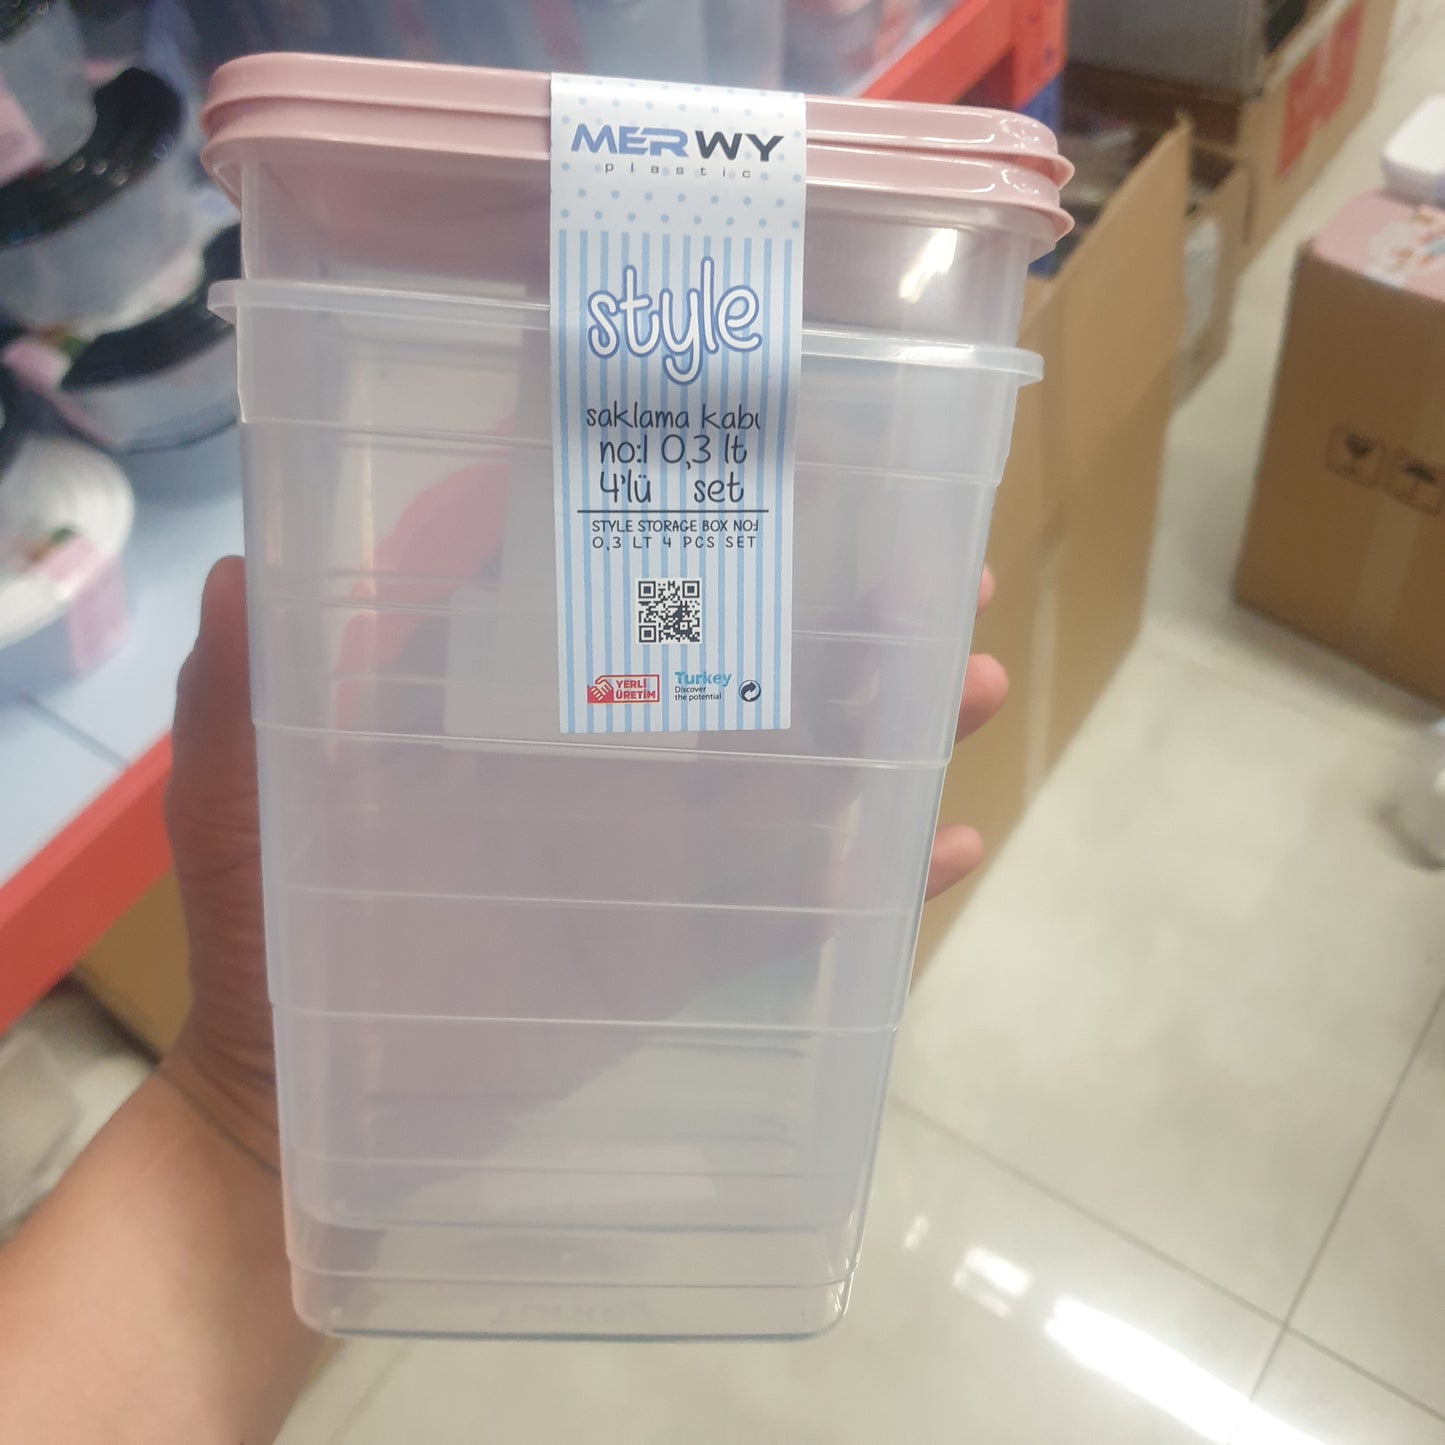 MERWY
plastic
style
saklama kabı
no:1 0,3 lt
4'lü set
STYLE STORAGE BOX NO:1
0,3 LT 4 PCS SET
YERLİ
ÜRETİM
Turkey
Discover
the potential